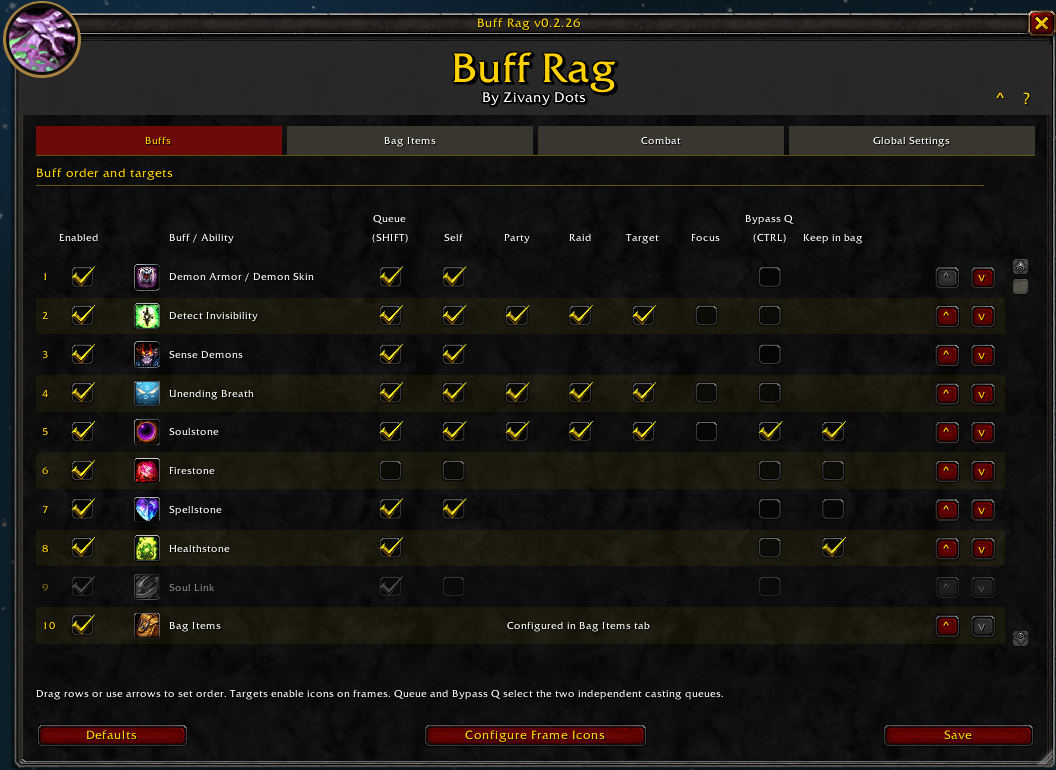 Buff Rag v0.2.26
Buff Rag
By Zivany Dots
^ ?
Buffs Bag Items Combat Global Settings
Buff order and targets
Enabled Buff / Ability Queue (SHIFT) Self Party Raid Target Focus Bypass Q (CTRL) Keep in bag
1 Demon Armor / Demon Skin ^ v
2 Detect Invisibility ^ v
3 Sense Demons ^ v
4 Unending Breath ^ v
5 Soulstone ^ v
6 Firestone ^ v
7 Spellstone ^ v
8 Healthstone ^ v
9 Soul Link ^ v
10 Bag Items Configured in Bag Items tab ^ v
Drag rows or use arrows to set order. Targets enable icons on frames. Queue and Bypass Q select the two independent casting queues.
Defaults Configure Frame Icons Save